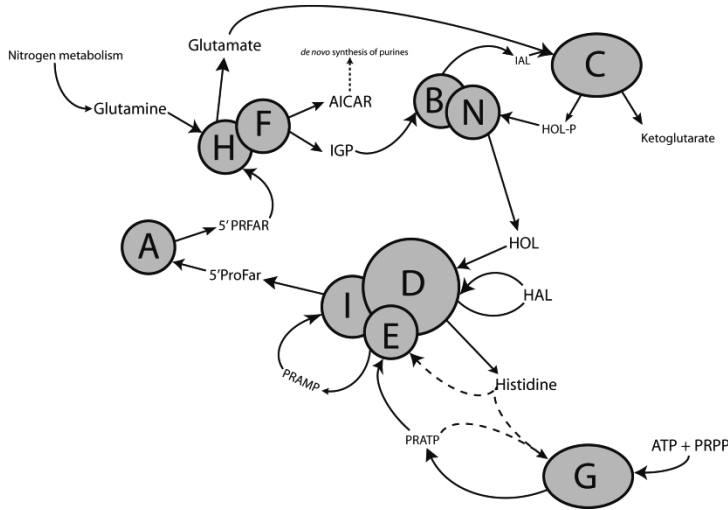 Nitrogen metabolism
Glutamate
de novo synthesis of purines
IAL
C
Glutamine
AICAR
H
F
B
N
HOL-P
Ketoglutarate
IGP
A
5' PRFAR
HOL
5'ProFar
I
D
HAL
E
PRAMP
Histidine
PRATP
ATP + PRPP
G